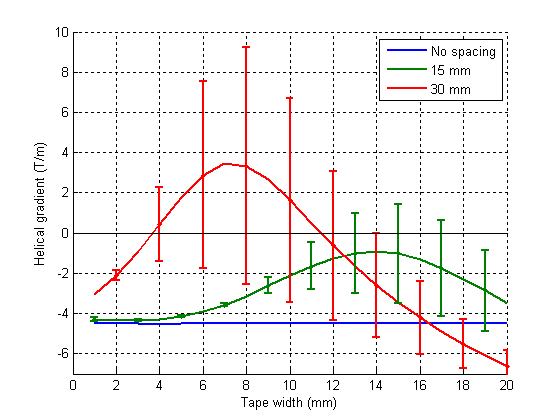 No spacing
15 mm
30 mm
10
8
6
4
2
0
-2
-4
-6
Helical gradient (T/m)
0 2 4 6 8 10 12 14 16 18 20
Tape width (mm)